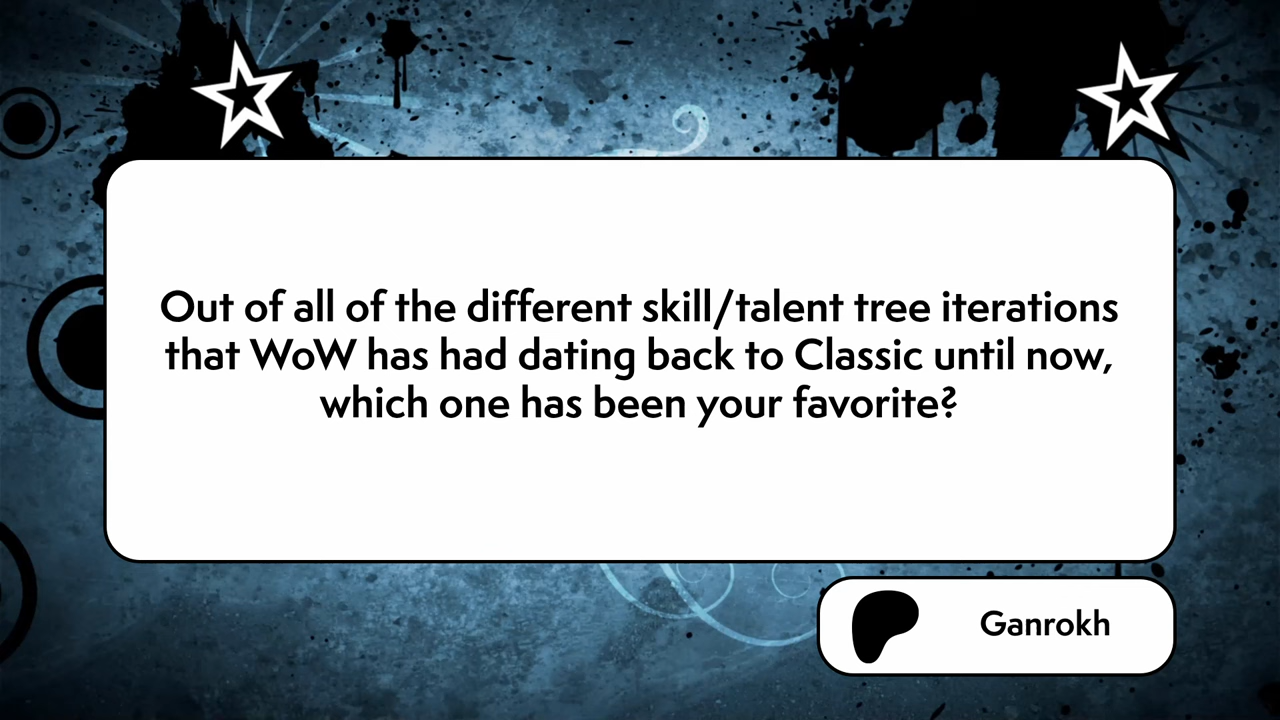 Out of all of the different skill/talent tree iterations
that WoW has had dating back to Classic until now,
which one has been your favorite?
Ganrokh